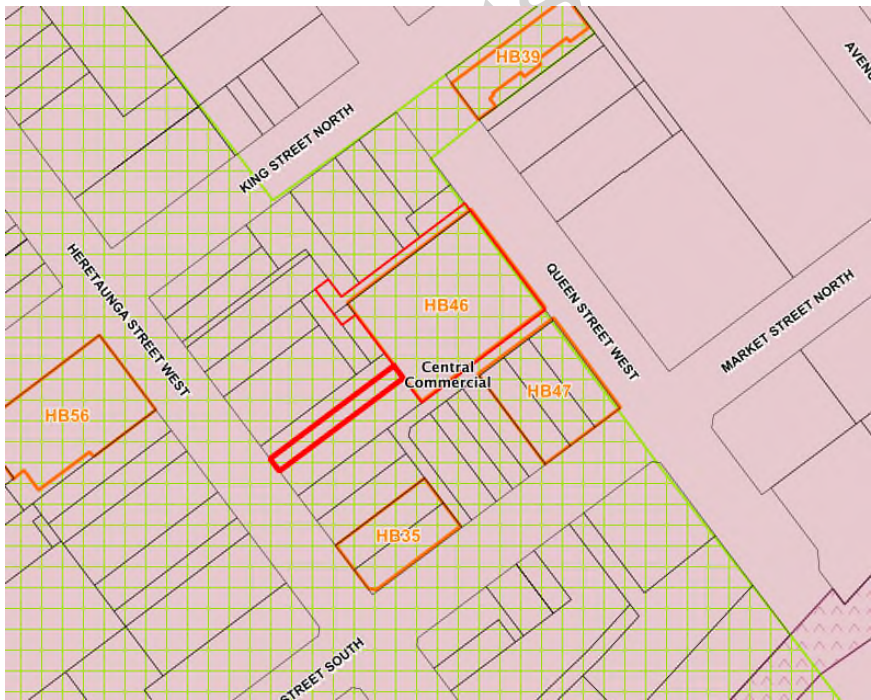 HB39
AVENU
KING STREET NORTH
HERETAUNGA STREET WEST
HB46
QUEEN STREET WEST
MARKET STREET NORTH
Central
Commercial
HB47
HB56
HB35
STREET SOUTH